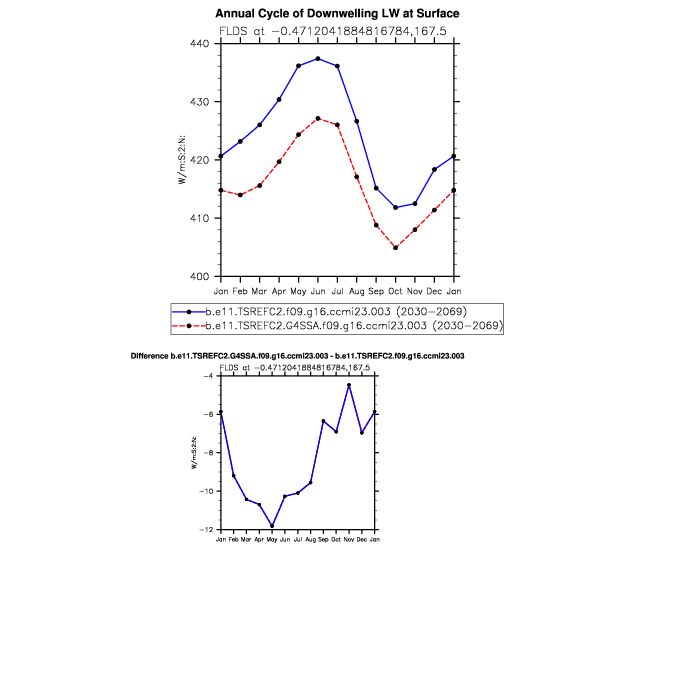 Annual Cycle of Downwelling LW at Surface
FLDS at −0.4712041884816784,167.5
440
430
420
410
400
W/m:S:2:N:
Jan Feb Mar Apr May Jun Jul Aug Sep Oct Nov Dec Jan
b.e11.TSREFC2.f09.g16.ccmi23.003 (2030−2069)
b.e11.TSREFC2.G4SSA.f09.g16.ccmi23.003 (2030−2069)
Difference b.e11.TSREFC2.G4SSA.f09.g16.ccmi23.003 - b.e11.TSREFC2.f09.g16.ccmi23.003
FLDS at −0.4712041884816784,167.5
−4
−6
−8
−10
−12
W/m:S:2:N:
Jan Feb Mar Apr May Jun Jul Aug Sep Oct Nov Dec Jan